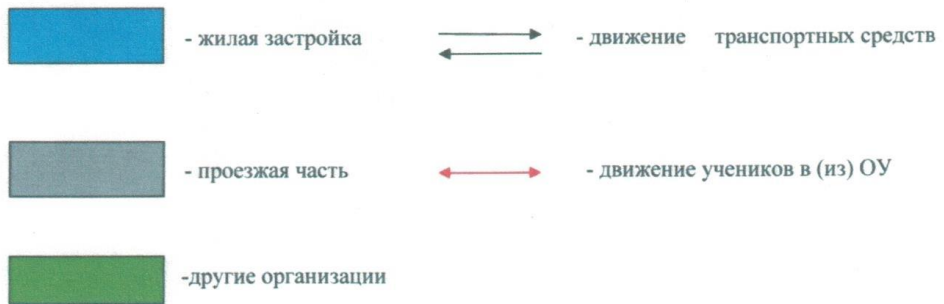 - жилая застройка
- движение транспортных средств
- проезжая часть
- движение учеников в (из) ОУ
-другие организации